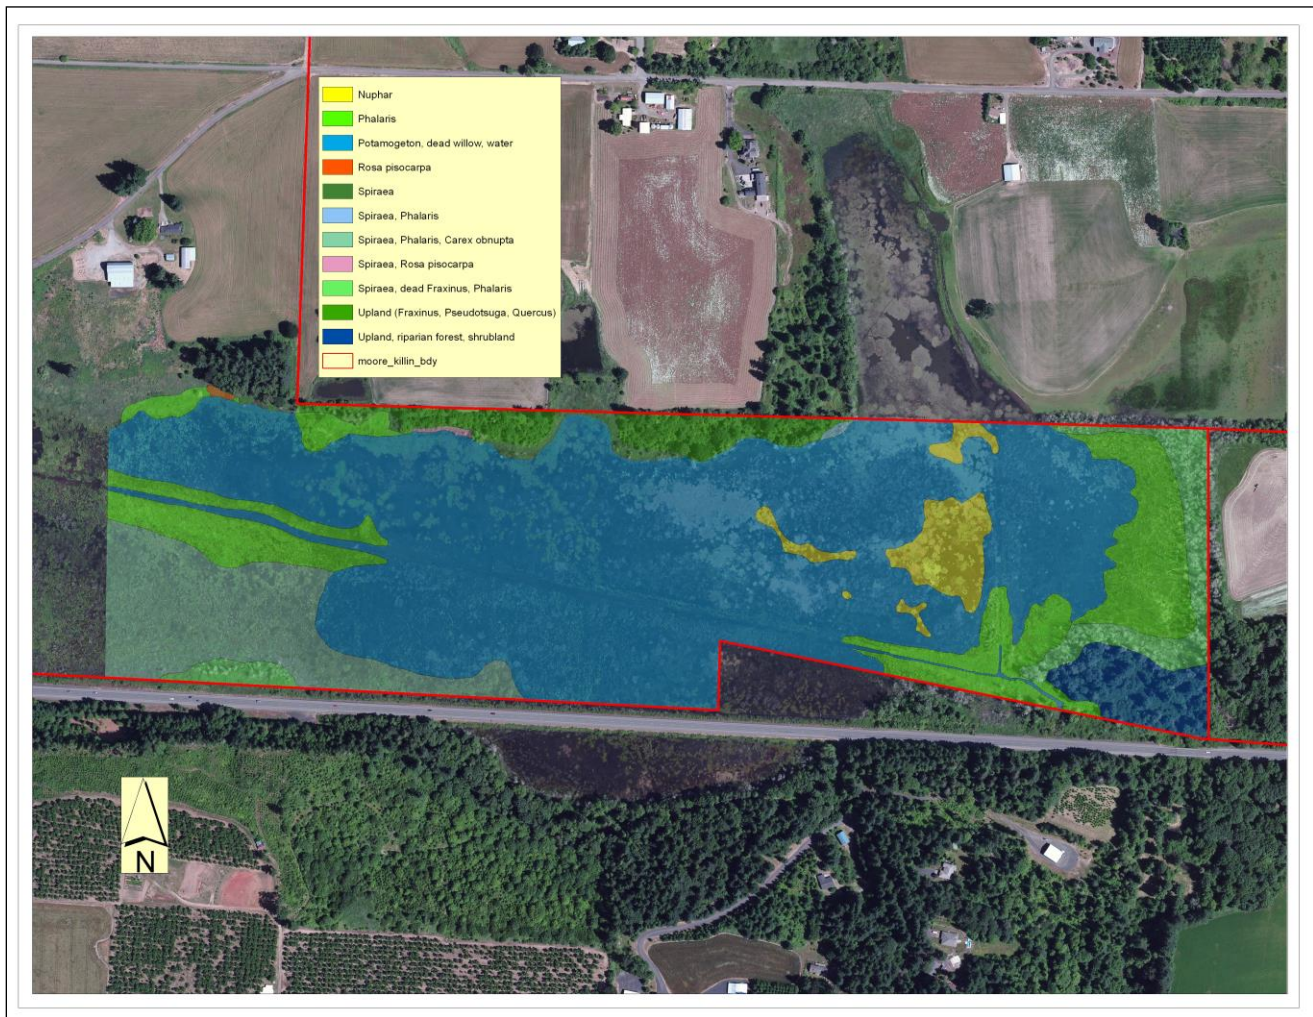 Nuphar
Phalaris
Potamogeton, dead willow, water
Rosa pisocarpa
Spiraea
Spiraea, Phalaris
Spiraea, Phalaris, Carex obnupta
Spiraea, Rosa pisocarpa
Spiraea, dead Fraxinus, Phalaris
Upland (Fraxinus, Pseudotsuga, Quercus)
Upland, riparian forest, shrubland
moore_killin_bdy
N